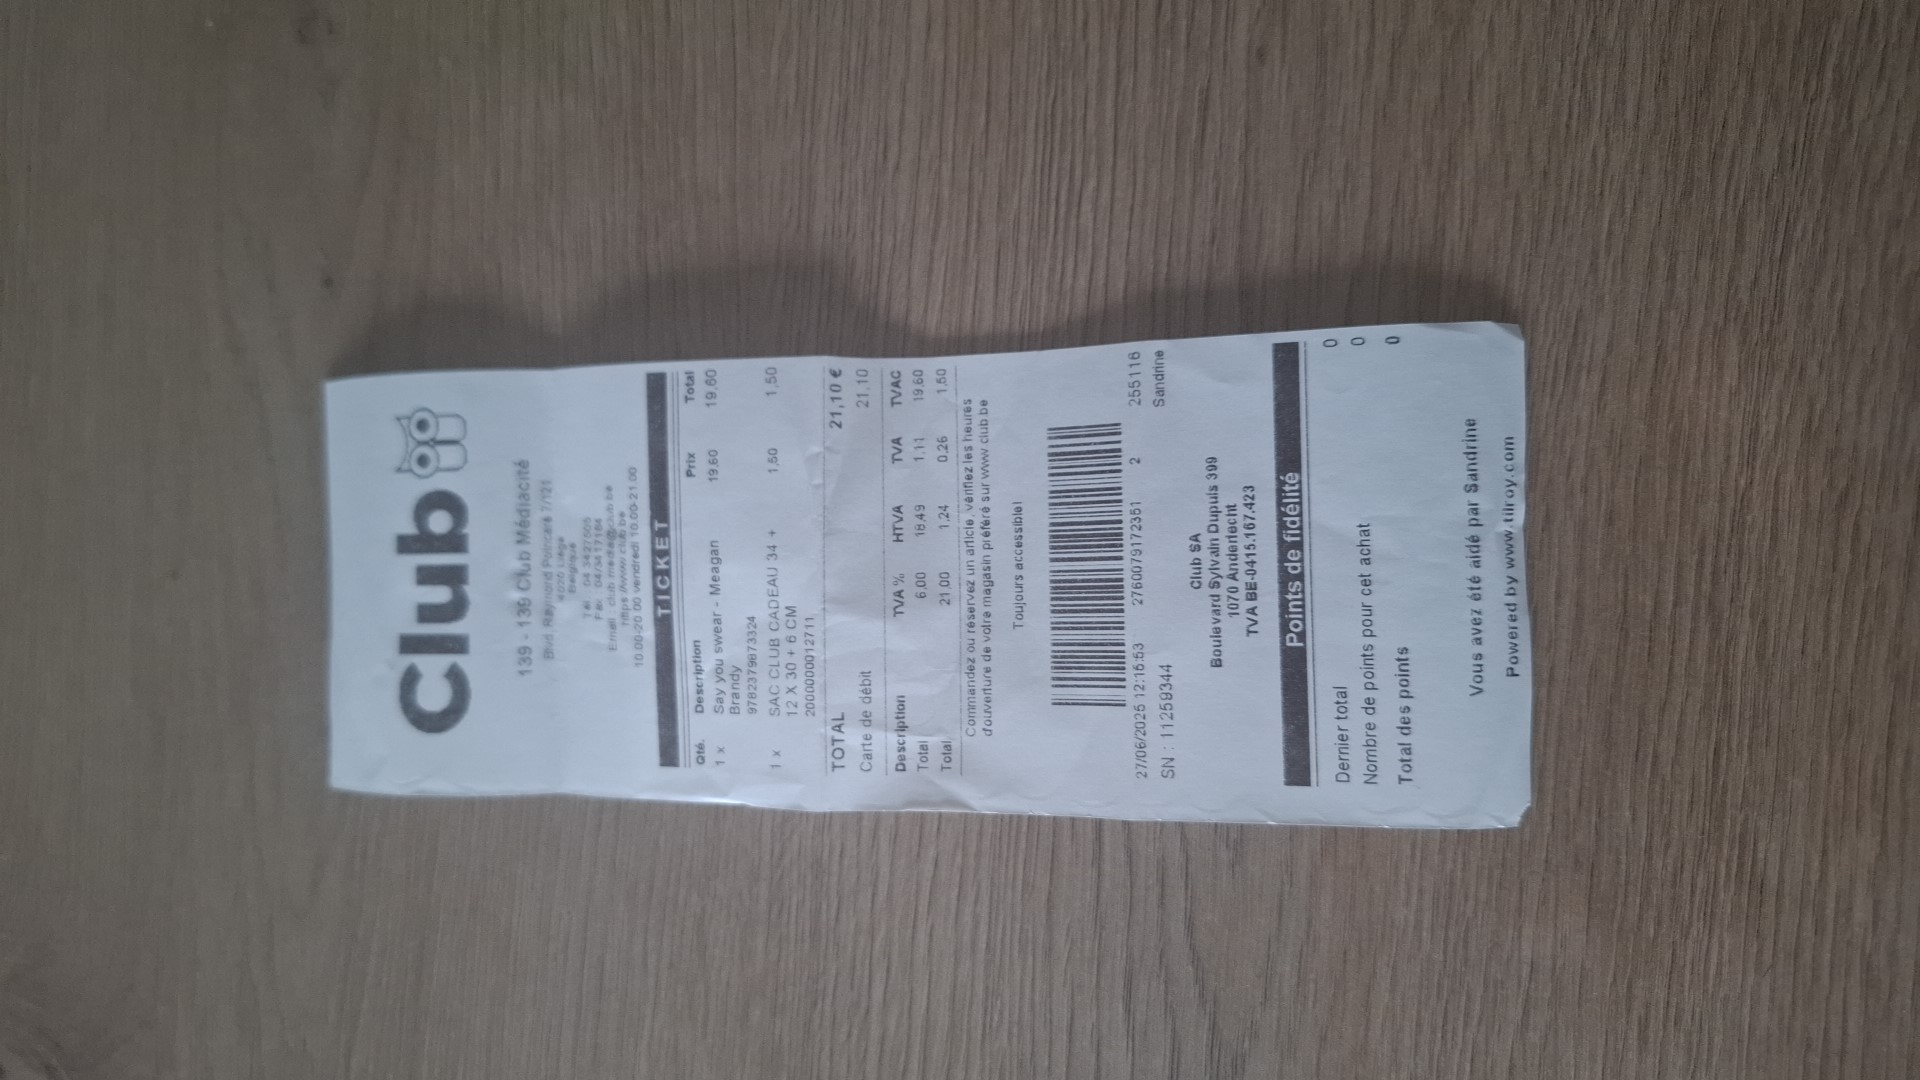 Club
139 - 139 Club Médiacité
Blvd Raymond Poincaré 7/121
4020 Liège
Belgique
Tél : 04 3427005
Email : club.media@club.be
https://www.club.be
10.00-20.00 vendredi 10.00-21.00
TICKET
Qté. Description Prix Total
1 x Say you swear - Meagan 19,60 19,60
Brandy
9782379873324
1 x SAC CLUB CADEAU 34 + 1,50 1,50
12 X 30 + 6 CM
2000000012711
TOTAL 21,10 €
Carte de débit 21,10
Description TVA % HTVA TVA TVAC
Total 6,00 18,49 1,11 19,60
Total 21,00 1,24 0,26 1,50
Commandez ou réservez un article, vérifiez les heures
d'ouverture de votre magasin préféré sur www.club.be
Toujours accessible!
27/06/2025 12:15:53 2760079172351 2 255116
SN : 11259344 Sandrine
Club SA
Boulevard Sylvain Dupuis 399
1070 Anderlecht
TVA BE-0415.167.423
Points de fidélité
Dernier total 0
Nombre de points pour cet achat 0
Total des points 0
Vous avez été aidé par Sandrine
Powered by www.tilroy.com